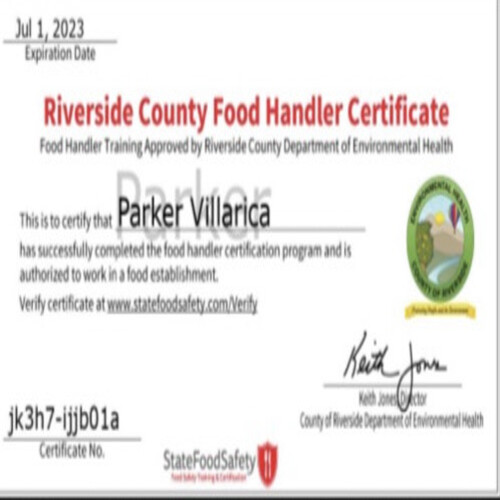 Jul 1, 2023
Expiration Date
Riverside County Food Handler Certificate
Food Handler Training Approved by Riverside County Department of Environmental Health
Parker
This is to certify that Parker Villarica
has successfully completed the food handler certification program and is
authorized to work in a food establishment.
Verify certificate at www.statefoodsafety.com/Verify
ENVIRONMENTAL HEALTH
COUNTY OF RIVERSIDE
Keith Jones
Keith Jones, Director
County of Riverside Department of Environmental Health
jk3h7-ijjb01a
Certificate No.
StateFoodSafety
Food Safety Training & Certification